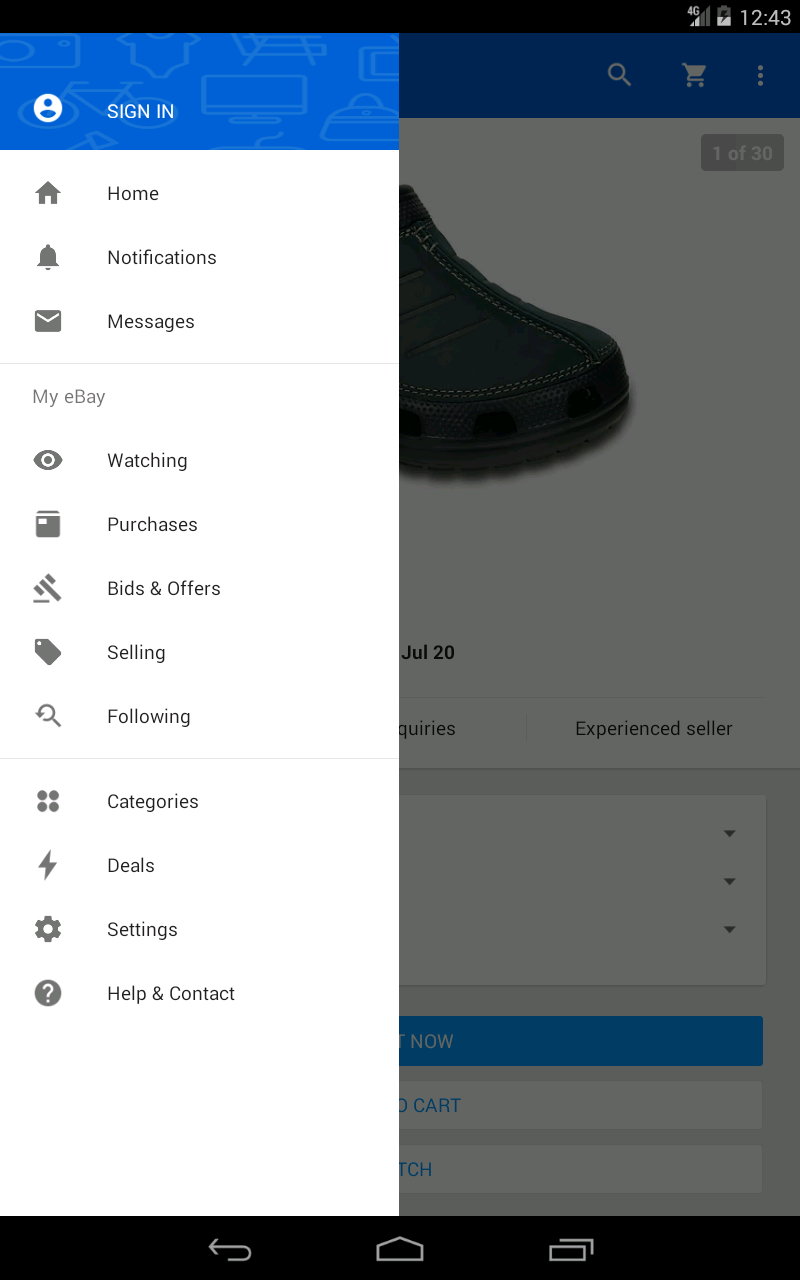 4G 12:43
SIGN IN
1 of 30
Home
Notifications
Messages
My eBay
Watching
Purchases
Bids & Offers
Selling
Jul 20
Following
quiries
Experienced seller
Categories
Deals
Settings
Help & Contact
T NOW
O CART
TCH